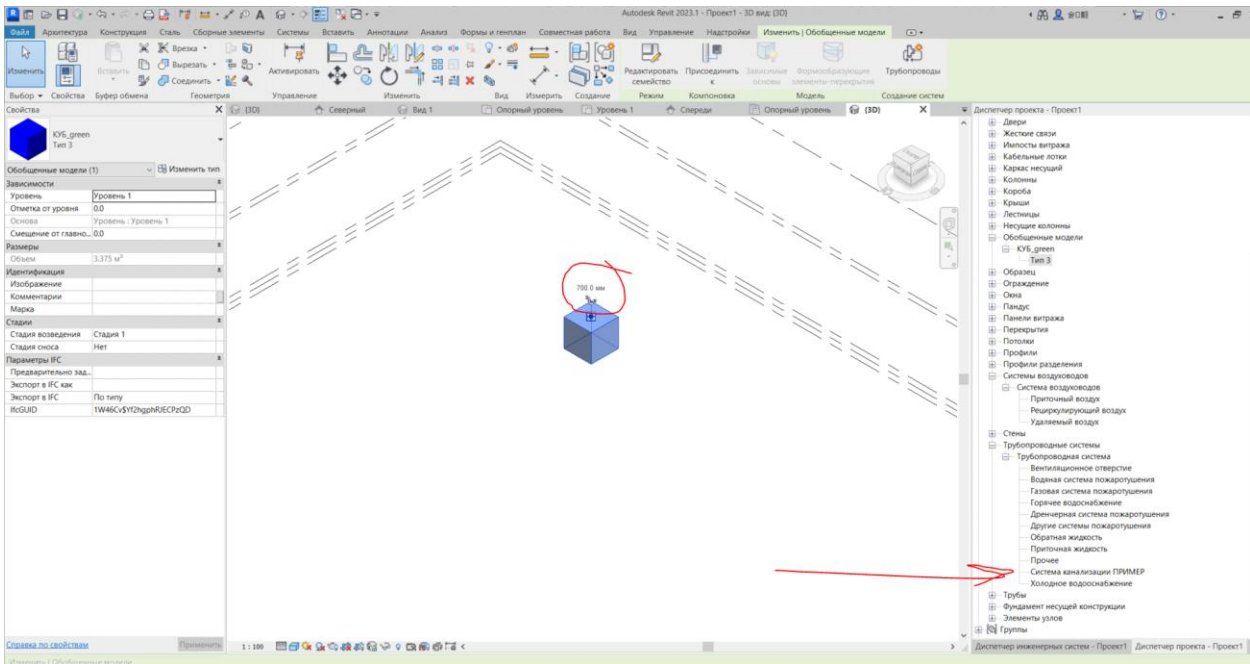 Autodesk Revit 2023.1 - Проект1 - 3D вид: {3D}
Файл Архитектура Конструкция Сталь Сборные элементы Системы Вставить Аннотации Анализ Формы и генплан Совместная работа Вид Управление Надстройки Изменить | Обобщенные модели
Изменить
Вставить
Врезка
Вырезать
Соединить
Активировать
Редактировать семейство
Присоединить к
Зависимые основы
Формообразующие элементы-перекрытия
Трубопроводы
Выбор Свойства Буфер обмена Геометрия Управление Изменить Вид Измерить Создание Режим Компоновка Модель Создание систем
Свойства
{3D} Северный Вид 1 Опорный уровень Уровень 1 Спереди Опорный уровень {3D}
Диспетчер проекта - Проект1
КУБ_green
Тип 3
Обобщенные модели (1) Изменить тип
Зависимости
Уровень Уровень 1
Отметка от уровня 0.0
Основа Уровень : Уровень 1
Смещение от главно... 0.0
Размеры
Объем 3.375 м³
Идентификация
Изображение
Комментарии
Марка
Стадии
Стадия возведения Стадия 1
Стадия сноса Нет
Параметры IFC
Предварительно зад...
Экспорт в IFC как
Экспорт в IFC По типу
IfcGUID 1W46Cv$Yf2hgphRJECPzQD
700.0 мм
Двери
Жесткие связи
Импосты витража
Кабельные лотки
Каркас несущий
Колонны
Короба
Крыши
Лестницы
Несущие колонны
Обобщенные модели
КУБ_green
Тип 3
Образец
Ограждение
Окна
Пандус
Панели витража
Перекрытия
Потолки
Профили
Профили разделения
Системы воздуховодов
Система воздуховодов
Приточный воздух
Рециркулирующий воздух
Удаляемый воздух
Стены
Трубопроводные системы
Трубопроводная система
Вентиляционное отверстие
Водяная система пожаротушения
Газовая система пожаротушения
Горячее водоснабжение
Дренчерная система пожаротушения
Другие системы пожаротушения
Обратная жидкость
Приточная жидкость
Прочее
Система канализации ПРИМЕР
Холодное водоснабжение
Трубы
Фундамент несущей конструкции
Элементы узлов
Группы
Справка по свойствам Применить
1 : 100
Диспетчер инженерных систем - Проект1 Диспетчер проекта - Проект1
Изменить | Обобщенные модели